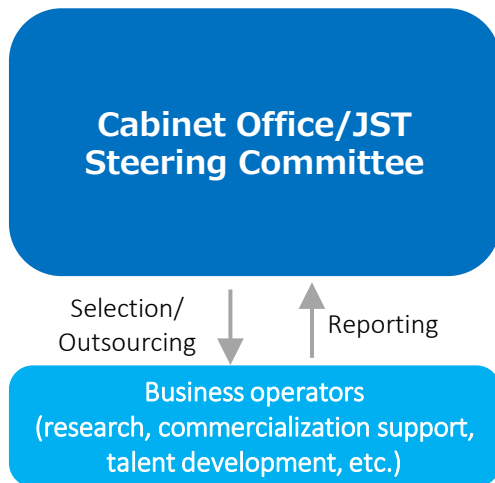 Cabinet Office/JST
Steering Committee
Selection/
Outsourcing
Reporting
Business operators
(research, commercialization support,
talent development, etc.)